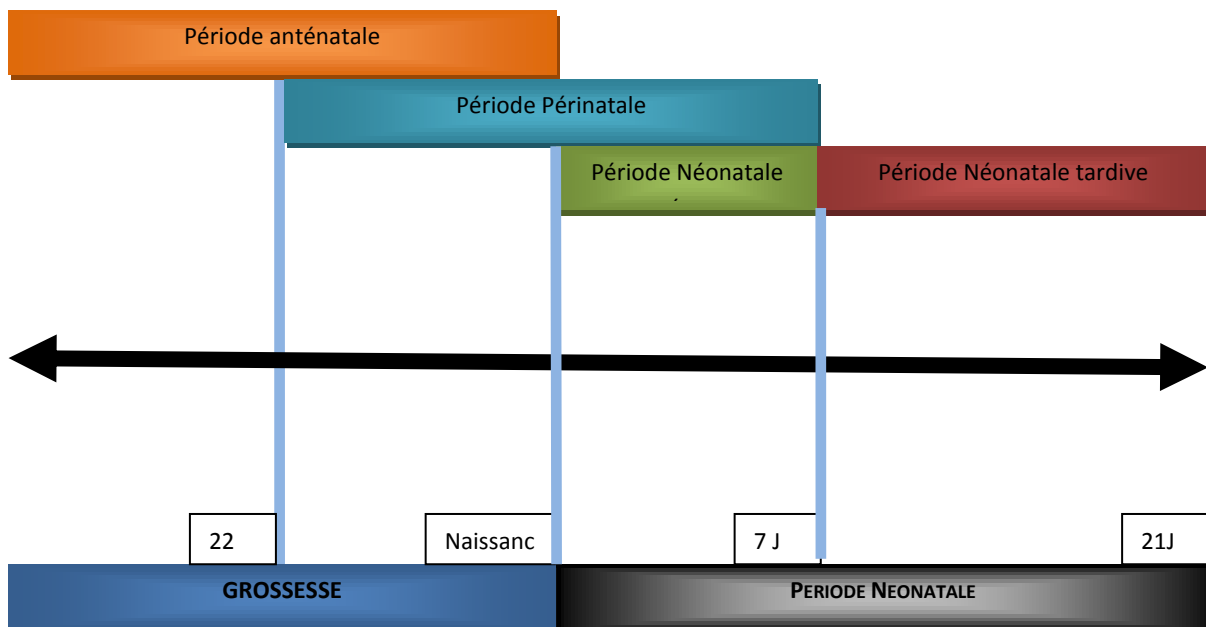 Période anténatale
Période Périnatale
Période Néonatale
Période Néonatale tardive
22
Naissanc
7 J
21J
GROSSESSE
PERIODE NEONATALE